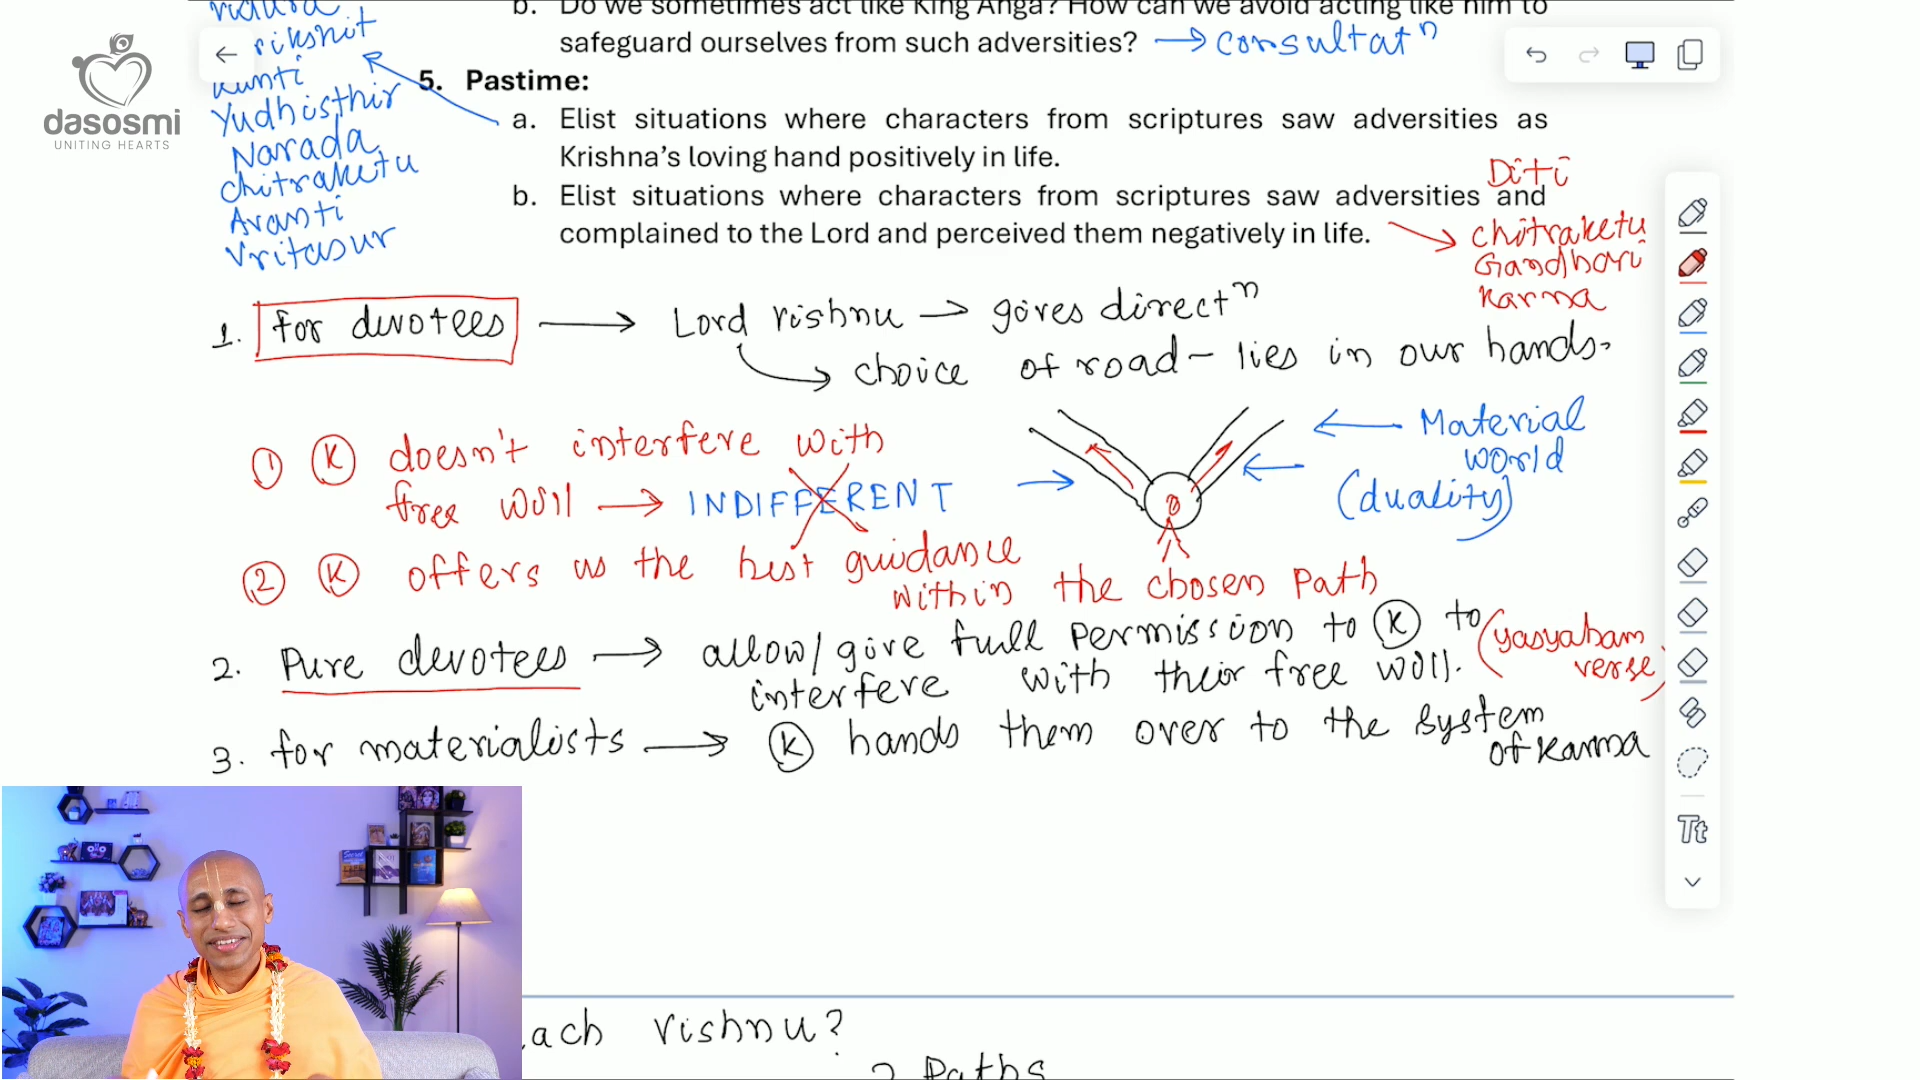 vidura
b. Do we sometimes act like King Anga? How can we avoid acting like him to
safeguard ourselves from such adversities? → consultatⁿ
rikshit
kunti
Yudhisthir
Narada
chitraketu
Avanti
Vritasur
dasosmi
UNITING HEARTS
5. Pastime:
a. Elist situations where characters from scriptures saw adversities as
Krishna’s loving hand positively in life.
b. Elist situations where characters from scriptures saw adversities and
complained to the Lord and perceived them negatively in life.
Diti
chitraketu
Gandhari
Karna
1. for devotees → Lord vishnu → gives directⁿ
choice of road - lies in our hands.
① K doesn't interfere with
free will → INDIFFERENT
Material
world
(duality)
② K offers us the best guidance
within the chosen path
2. Pure devotees → allow/give full permission to K to
interfere with their free will.
(yasyaham
verse)
3. for materialists → K hands them over to the system
of karma
Tt
ach vishnu?
2 Paths